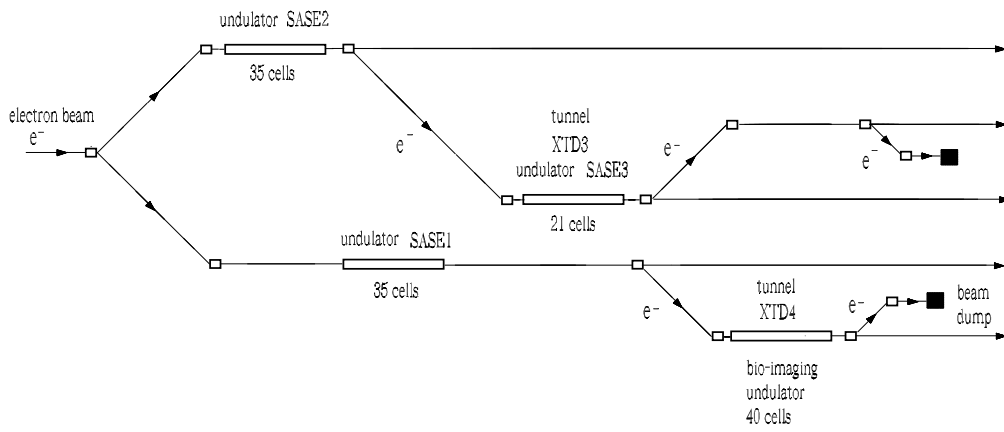 undulator SASE2
35 cells
electron beam
e⁻
e⁻
tunnel
XTD3
undulator SASE3
21 cells
e⁻
e⁻
undulator SASE1
35 cells
e⁻
tunnel
XTD4
e⁻
beam
dump
bio-imaging
undulator
40 cells